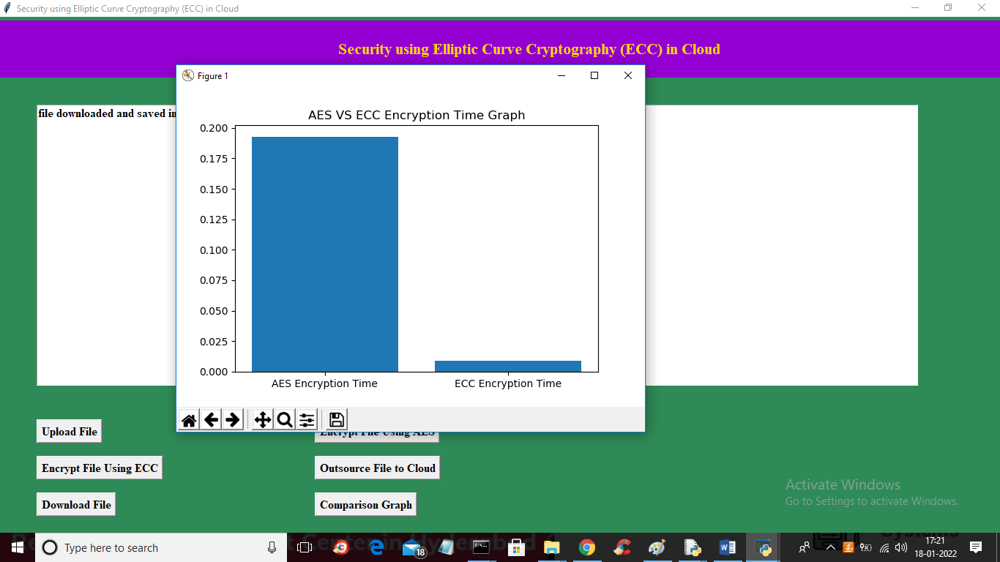 Security using Elliptic Curve Cryptography (ECC) in Cloud
Security using Elliptic Curve Cryptography (ECC) in Cloud
Figure 1
file downloaded and saved in
AES VS ECC Encryption Time Graph
0.200
0.175
0.150
0.125
0.100
0.075
0.050
0.025
0.000
AES Encryption Time
ECC Encryption Time
Upload File
Encrypt File Using AES
Encrypt File Using ECC
Outsource File to Cloud
Download File
Comparison Graph
Activate Windows
Go to Settings to activate Windows.
Type here to search
18
17:21
18-01-2022